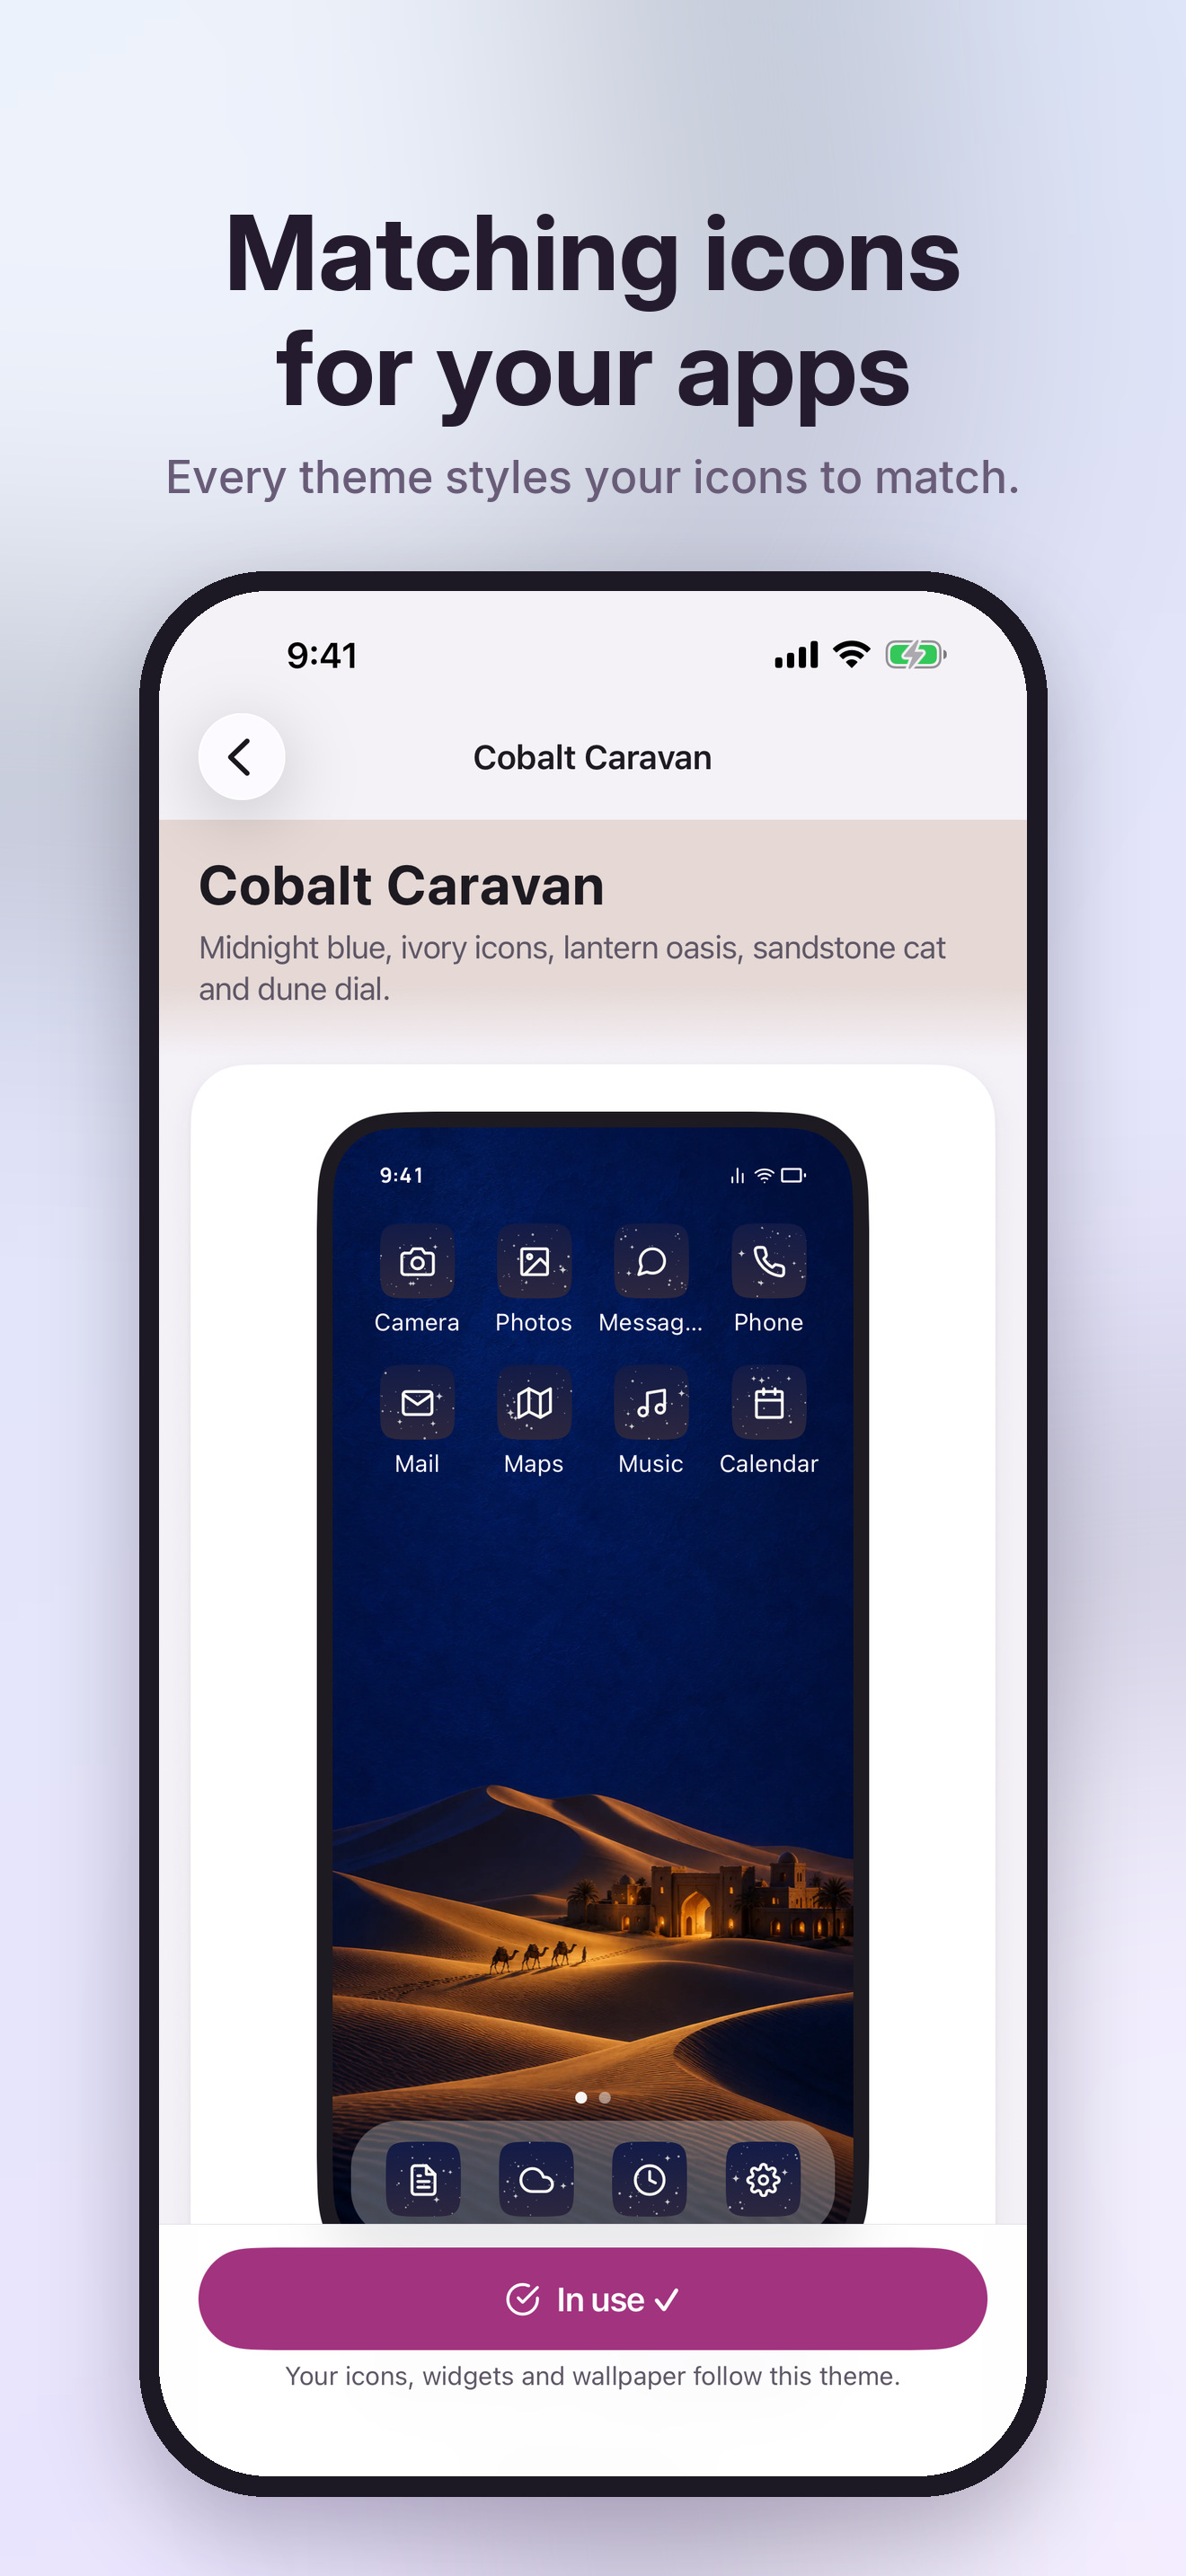 Matching icons
for your apps
Every theme styles your icons to match.
9:41
Cobalt Caravan
Cobalt Caravan
Midnight blue, ivory icons, lantern oasis, sandstone cat
and dune dial.
9:41
Camera Photos Messag... Phone
Mail Maps Music Calendar
In use ✓
Your icons, widgets and wallpaper follow this theme.